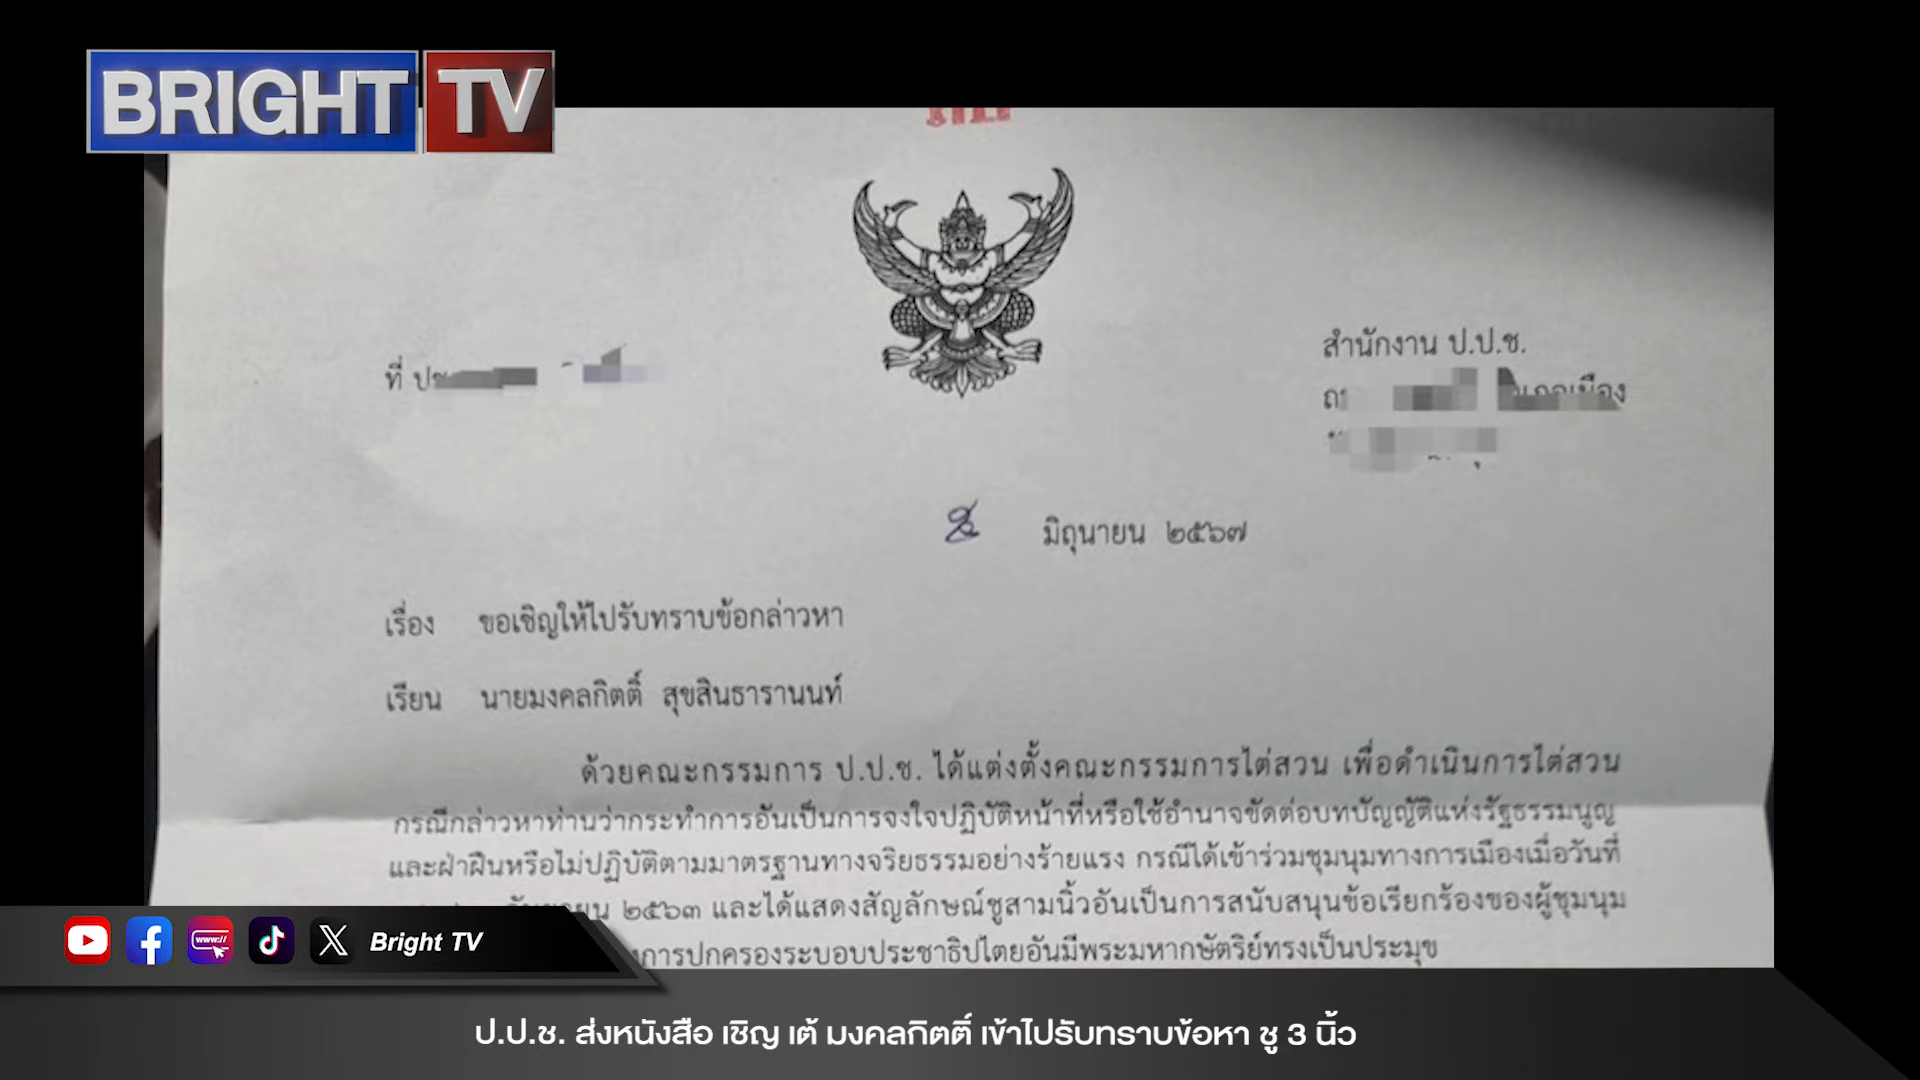 BRIGHT TV
ที่
สำนักงาน ป.ป.ช.
มิถุนายน ๒๕๖๗
เรื่อง ขอเชิญให้ไปรับทราบข้อกล่าวหา
เรียน นายมงคลกิตติ์ สุขสินธารานนท์
ด้วยคณะกรรมการ ป.ป.ช. ได้แต่งตั้งคณะกรรมการไต่สวน เพื่อดำเนินการไต่สวน
กรณีกล่าวหาท่านว่ากระทำการอันเป็นการจงใจปฏิบัติหน้าที่หรือใช้อำนาจขัดต่อบทบัญญัติแห่งรัฐธรรมนูญ
และฝ่าฝืนหรือไม่ปฏิบัติตามมาตรฐานทางจริยธรรมอย่างร้ายแรง กรณีได้เข้าร่วมชุมนุมทางการเมืองเมื่อวันที่
๒๕๖๓ และได้แสดงสัญลักษณ์ชูสามนิ้วอันเป็นการสนับสนุนข้อเรียกร้องของผู้ชุมนุม
การปกครองระบอบประชาธิปไตยอันมีพระมหากษัตริย์ทรงเป็นประมุข
www://
Bright TV
ป.ป.ช. ส่งหนังสือ เชิญ เต้ มงคลกิตติ์ เข้าไปรับทราบข้อหา ชู 3 นิ้ว